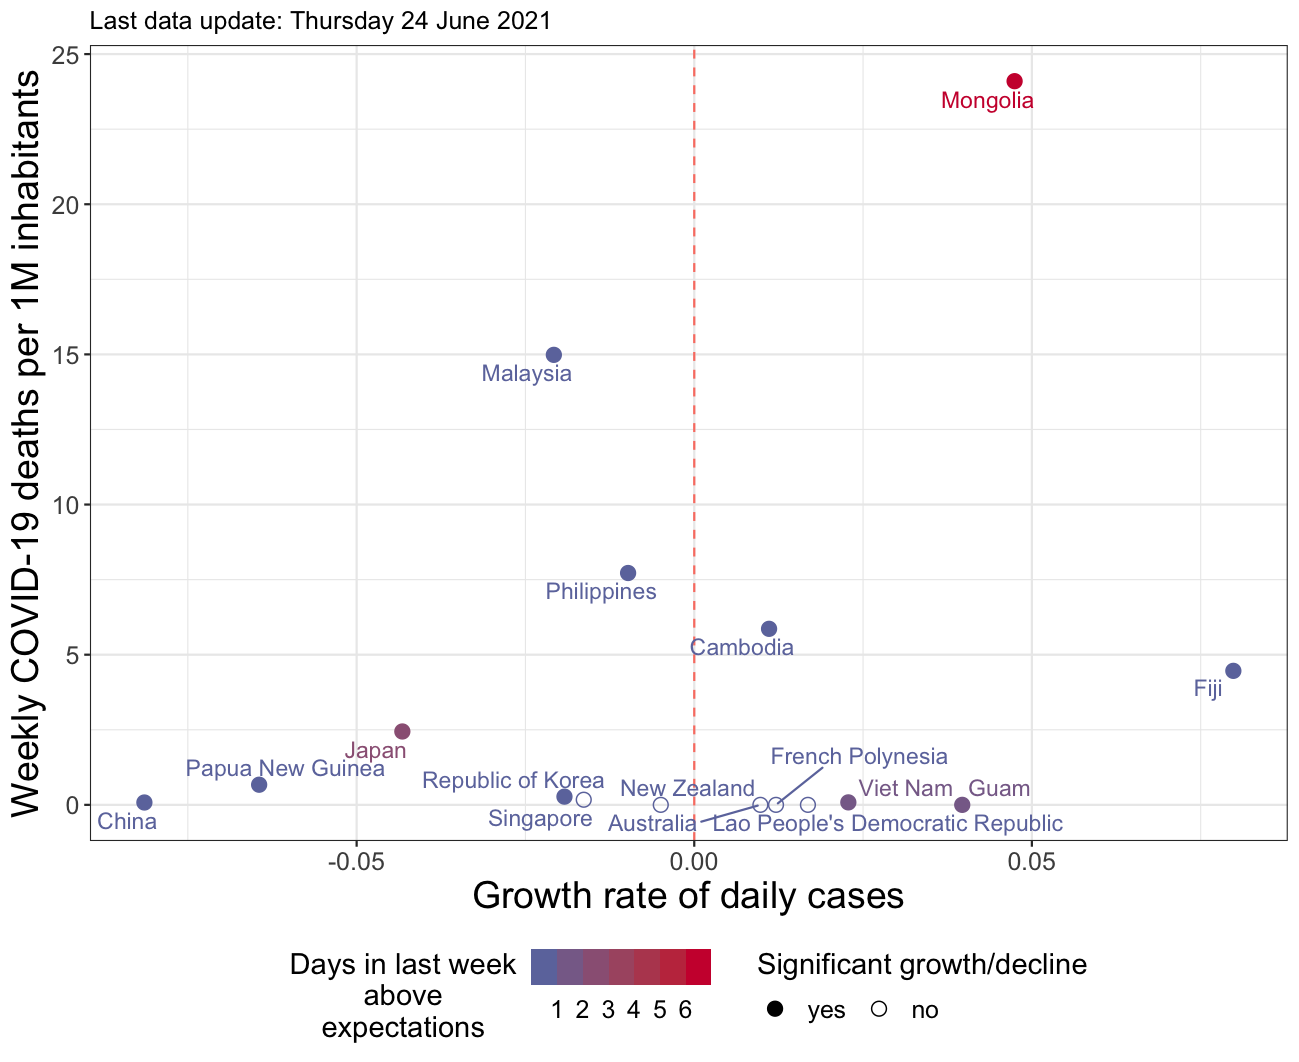 Last data update: Thursday 24 June 2021
Weekly COVID-19 deaths per 1M inhabitants
25
20
15
10
5
0
Mongolia
Malaysia
Philippines
Cambodia
Fiji
Japan
French Polynesia
Papua New Guinea
Republic of Korea
New Zealand
Viet Nam
Guam
China
Singapore
Australia
Lao People's Democratic Republic
-0.05
0.00
0.05
Growth rate of daily cases
Days in last week
above
expectations
1 2 3 4 5 6
Significant growth/decline
yes
no